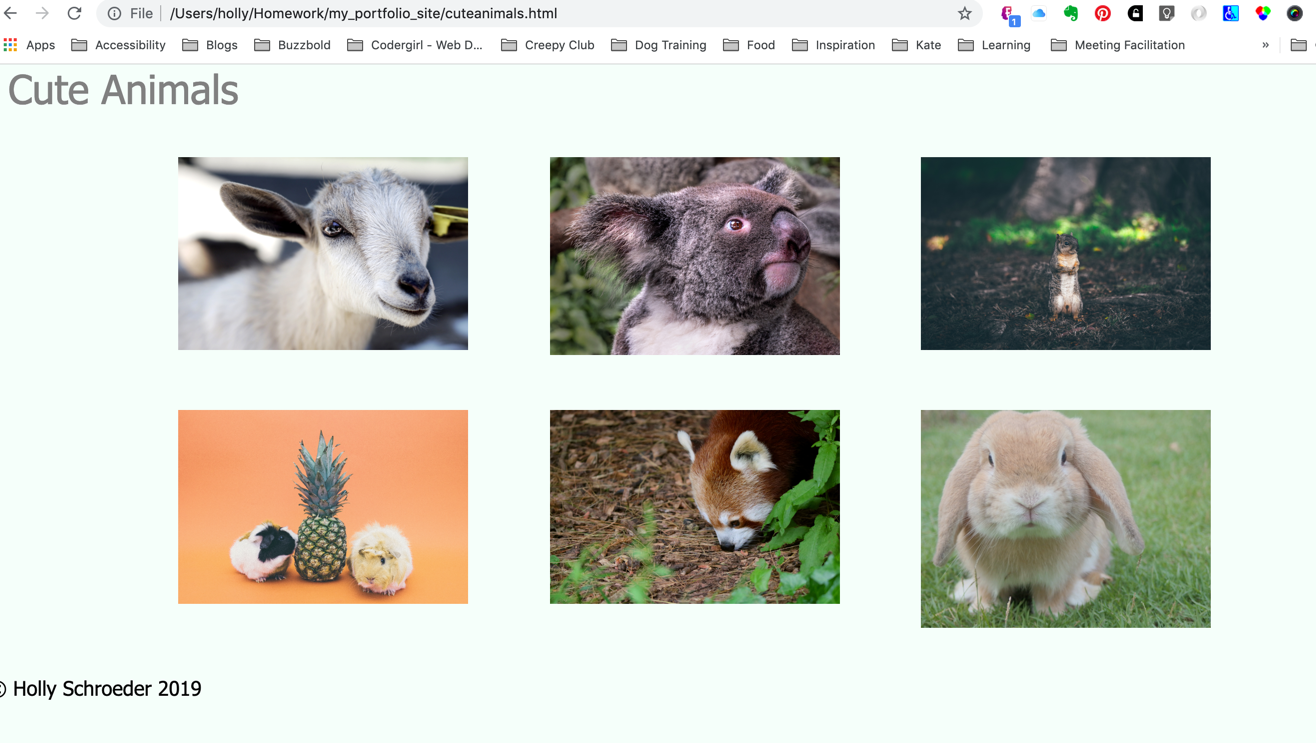 File | /Users/holly/Homework/my_portfolio_site/cuteanimals.html
1
Apps Accessibility Blogs Buzzbold Codergirl - Web D... Creepy Club Dog Training Food Inspiration Kate Learning Meeting Facilitation »
Cute Animals
© Holly Schroeder 2019